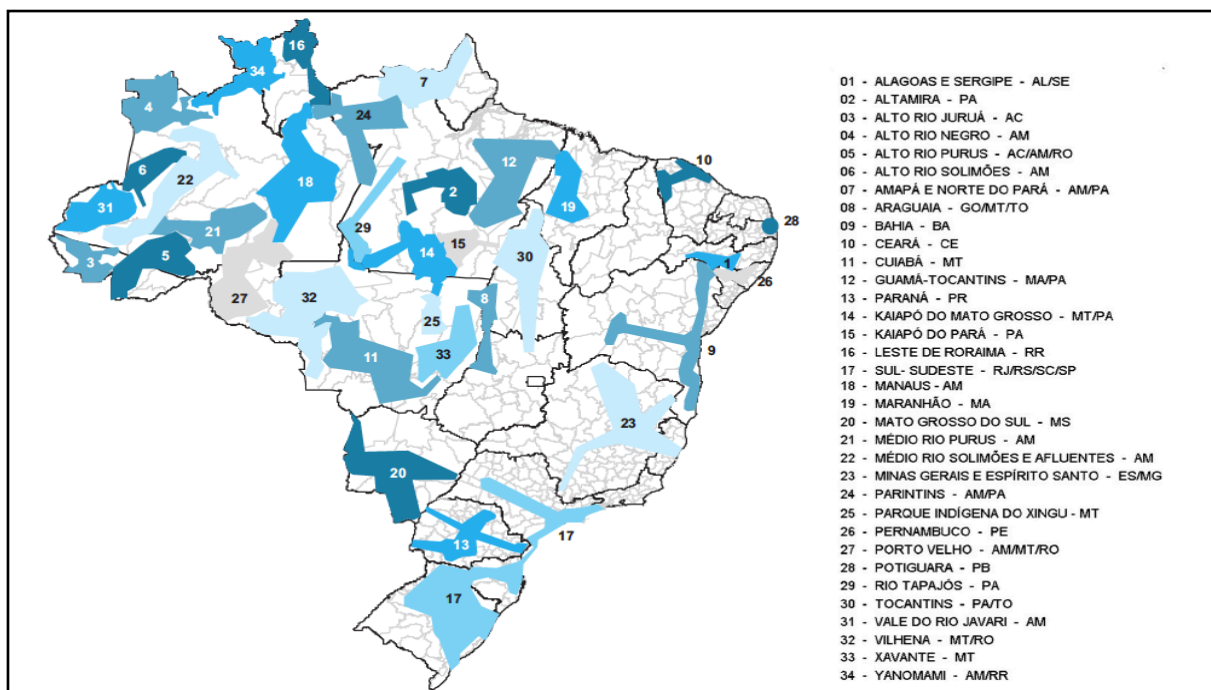 16
34
7
4
24
10
6
12
22
18
2
28
31
19
29
21
15
30
3
5
14
1
26
27
32
8
25
9
11
33
23
20
17
13
17
01 - ALAGOAS E SERGIPE - AL/SE
02 - ALTAMIRA - PA
03 - ALTO RIO JURUÁ - AC
04 - ALTO RIO NEGRO - AM
05 - ALTO RIO PURUS - AC/AM/RO
06 - ALTO RIO SOLIMÕES - AM
07 - AMAPÁ E NORTE DO PARÁ - AM/PA
08 - ARAGUAIA - GO/MT/TO
09 - BAHIA - BA
10 - CEARÁ - CE
11 - CUIABÁ - MT
12 - GUAMÁ-TOCANTINS - MA/PA
13 - PARANÁ - PR
14 - KAIAPÓ DO MATO GROSSO - MT/PA
15 - KAIAPÓ DO PARÁ - PA
16 - LESTE DE RORAIMA - RR
17 - SUL- SUDESTE - RJ/RS/SC/SP
18 - MANAUS - AM
19 - MARANHÃO - MA
20 - MATO GROSSO DO SUL - MS
21 - MÉDIO RIO PURUS - AM
22 - MÉDIO RIO SOLIMÕES E AFLUENTES - AM
23 - MINAS GERAIS E ESPÍRITO SANTO - ES/MG
24 - PARINTINS - AM/PA
25 - PARQUE INDÍGENA DO XINGU - MT
26 - PERNAMBUCO - PE
27 - PORTO VELHO - AM/MT/RO
28 - POTIGUARA - PB
29 - RIO TAPAJÓS - PA
30 - TOCANTINS - PA/TO
31 - VALE DO RIO JAVARI - AM
32 - VILHENA - MT/RO
33 - XAVANTE - MT
34 - YANOMAMI - AM/RR